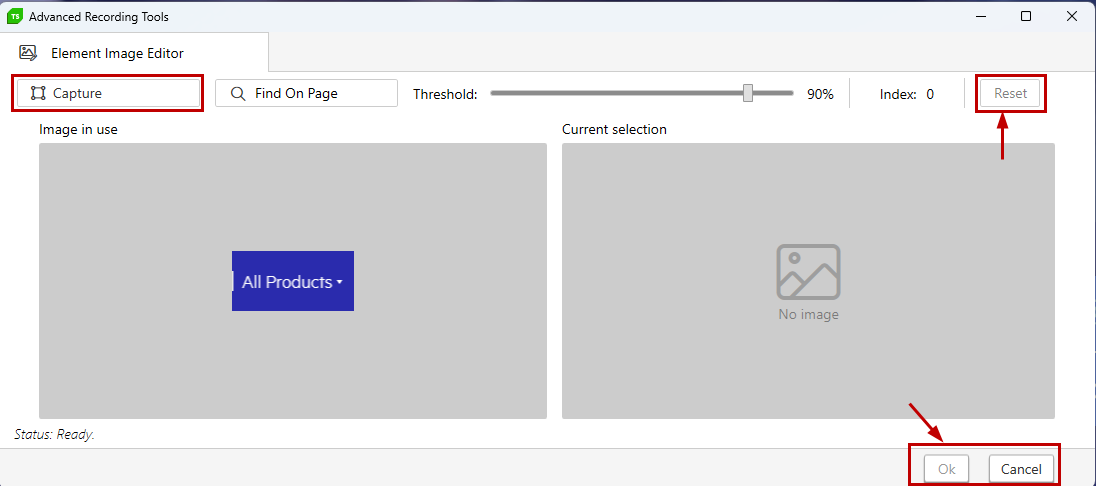 TS Advanced Recording Tools
Element Image Editor
Capture Find On Page Threshold: 90% Index: 0 Reset
Image in use Current selection
All Products
No image
Status: Ready.
Ok Cancel